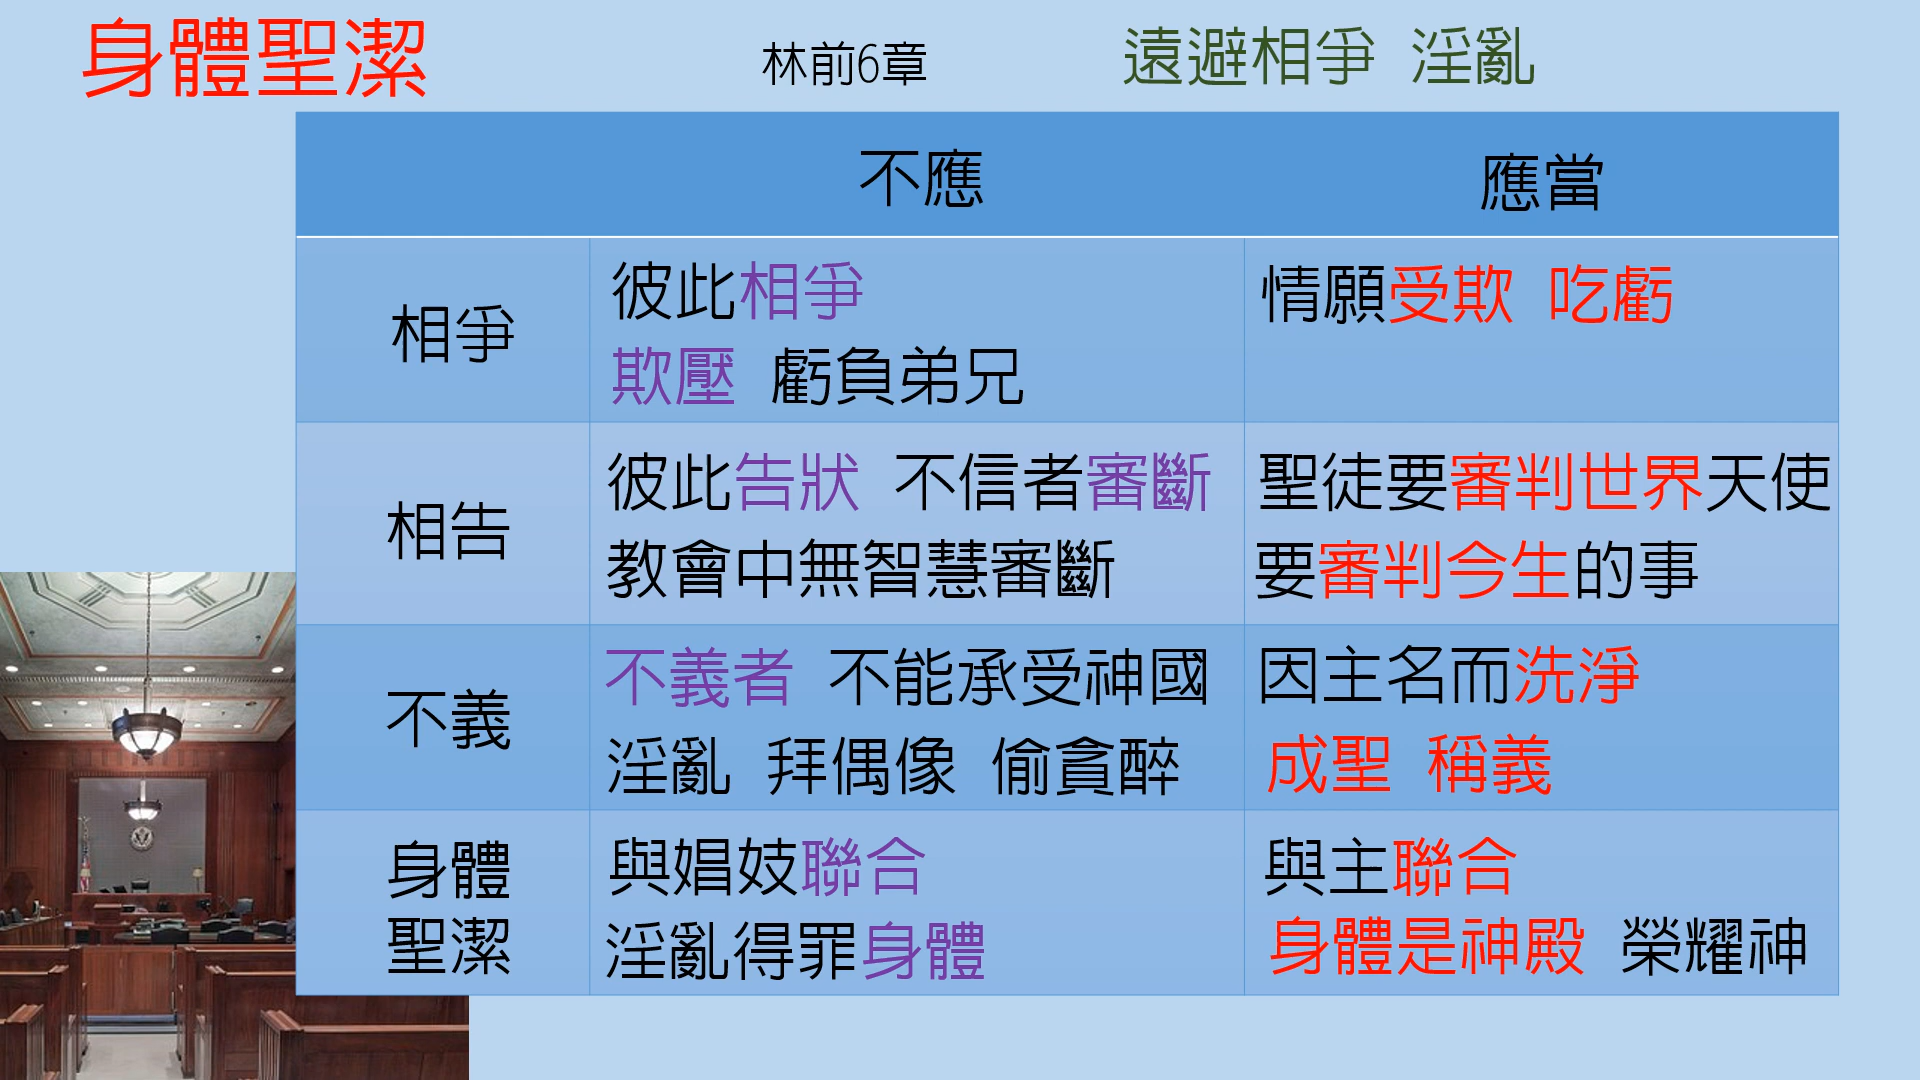 身體聖潔 林前6章 遠避相爭 淫亂
不應 應當
相爭
彼此相爭
欺壓 虧負弟兄
情願受欺 吃虧
相告
彼此告狀 不信者審斷
教會中無智慧審斷
聖徒要審判世界天使
要審判今生的事
不義
不義者 不能承受神國
淫亂 拜偶像 偷貪醉
因主名而洗淨
成聖 稱義
身體
聖潔
與娼妓聯合
淫亂得罪身體
與主聯合
身體是神殿 榮耀神